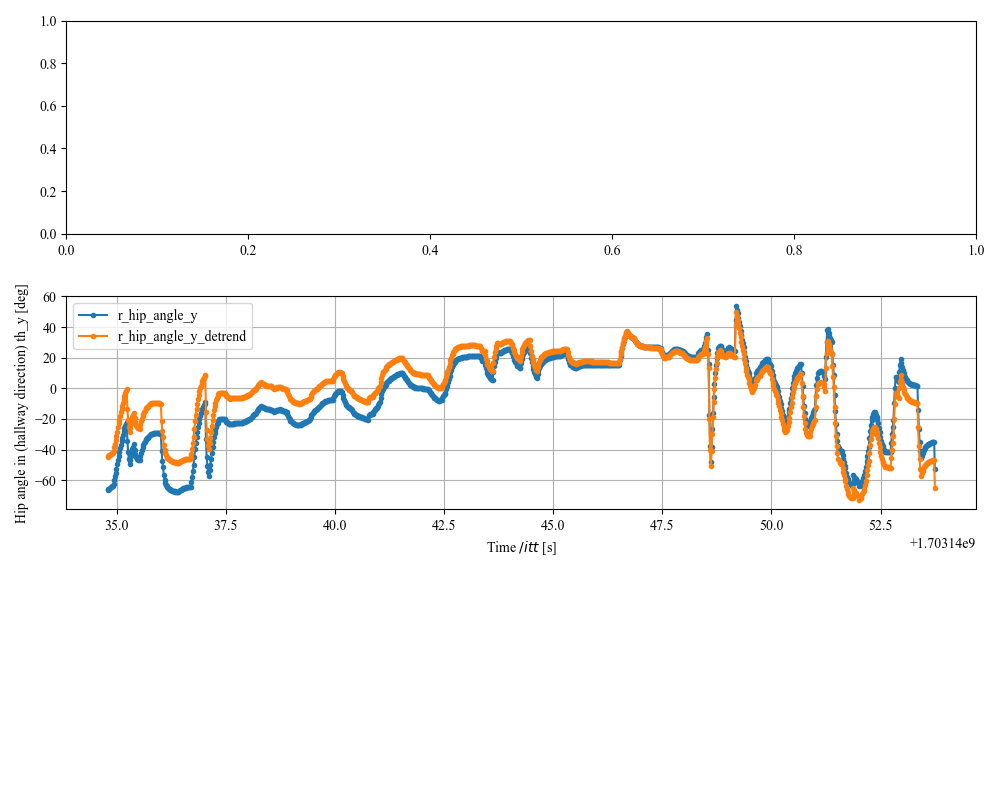 1.0
0.8
0.6
0.4
0.2
0.0
0.0 0.2 0.4 0.6 0.8 1.0
Hip angle in (hallway direction) th_y [deg]
60
40
20
0
−20
−40
−60
r_hip_angle_y
r_hip_angle_y_detrend
35.0 37.5 40.0 42.5 45.0 47.5 50.0 52.5
Time /itt [s]
+1.70314e9